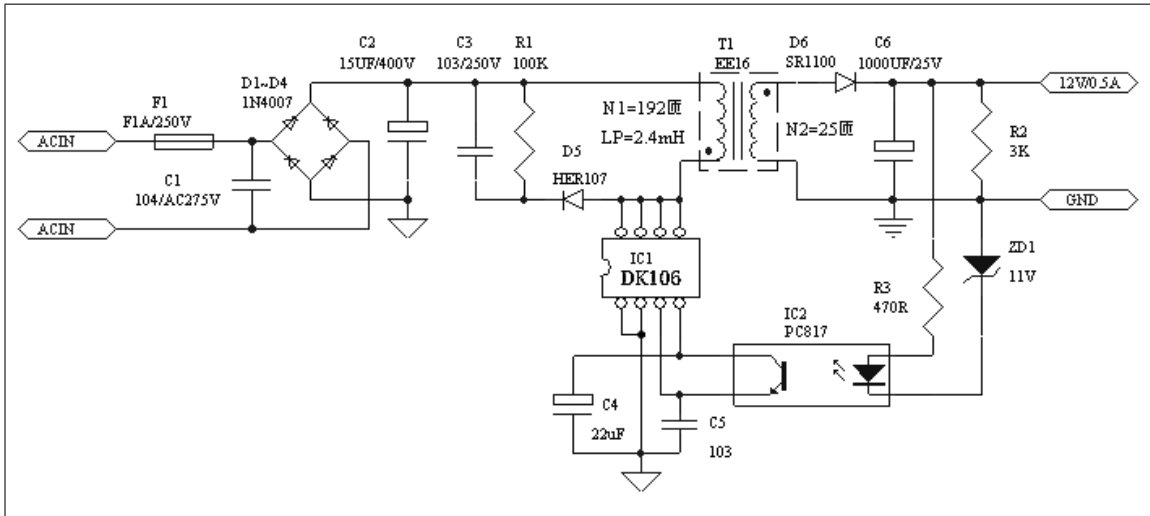 C2
15UF/400V
C3
103/250V
R1
100K
T1
EE16
D6
SR1100
C6
1000UF/25V
D1~D4
1N4007
F1
F1A/250V
ACIN
C1
104/AC275V
ACIN
N1=192匝
LP=2.4mH
N2=25匝
12V/0.5A
R2
3K
GND
D5
HER107
IC1
DK106
ZD1
11V
R3
470R
IC2
PC817
C4
22uF
C5
103